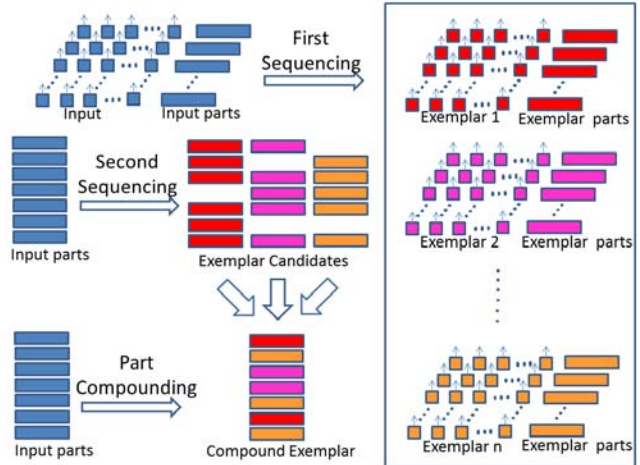 First
Sequencing
Input
Input parts
Exemplar 1
Exemplar parts
Second
Sequencing
Input parts
Exemplar Candidates
Exemplar 2
Exemplar parts
Part
Compounding
Input parts
Compound Exemplar
Exemplar n
Exemplar parts